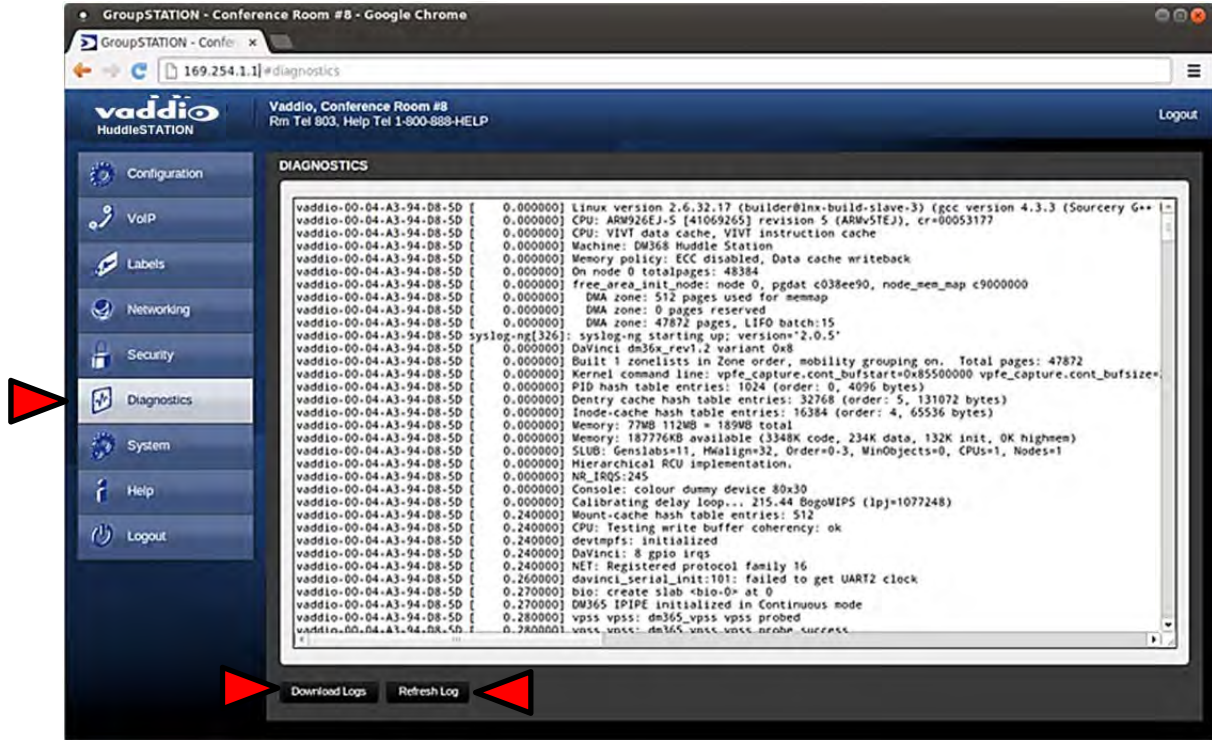 GroupSTATION - Conference Room #8 - Google Chrome
GroupSTATION - Confer
169.254.1.1/#diagnostics
vaddio
HuddleSTATION
Vaddio, Conference Room #8
Rm Tel 803, Help Tel 1-800-888-HELP
Logout
Configuration
VoIP
Labels
Networking
Security
Diagnostics
System
Help
Logout
DIAGNOSTICS
vaddio-00-04-A3-94-D8-5D [ 0.000000] Linux version 2.6.32.17 (builder@lnx-build-slave-3) (gcc version 4.3.3 (Sourcery G++
vaddio-00-04-A3-94-D8-5D [ 0.000000] CPU: ARM926EJ-S [41069265] revision 5 (ARMv5TEJ), cr=00053177
vaddio-00-04-A3-94-D8-5D [ 0.000000] CPU: VIVT data cache, VIVT instruction cache
vaddio-00-04-A3-94-D8-5D [ 0.000000] Machine: DM368 Huddle Station
vaddio-00-04-A3-94-D8-5D [ 0.000000] Memory policy: ECC disabled, Data cache writeback
vaddio-00-04-A3-94-D8-5D [ 0.000000] On node 0 totalpages: 48384
vaddio-00-04-A3-94-D8-5D [ 0.000000] free_area_init_node: node 0, pgdat c038ee90, node_mem_map c9000000
vaddio-00-04-A3-94-D8-5D [ 0.000000] DMA zone: 512 pages used for memmap
vaddio-00-04-A3-94-D8-5D [ 0.000000] DMA zone: 0 pages reserved
vaddio-00-04-A3-94-D8-5D [ 0.000000] DMA zone: 47872 pages, LIFO batch:15
vaddio-00-04-A3-94-D8-5D syslog-ng[326]: syslog-ng starting up; version='2.0.5'
vaddio-00-04-A3-94-D8-5D [ 0.000000] DaVinci dm36x_rev1.2 variant 0x8
vaddio-00-04-A3-94-D8-5D [ 0.000000] Built 1 zonelists in Zone order, mobility grouping on. Total pages: 47872
vaddio-00-04-A3-94-D8-5D [ 0.000000] Kernel command line: vpfe_capture.cont_bufstart=0x85500000 vpfe_capture.cont_bufsize=
vaddio-00-04-A3-94-D8-5D [ 0.000000] PID hash table entries: 1024 (order: 0, 4096 bytes)
vaddio-00-04-A3-94-D8-5D [ 0.000000] Dentry cache hash table entries: 32768 (order: 5, 131072 bytes)
vaddio-00-04-A3-94-D8-5D [ 0.000000] Inode-cache hash table entries: 16384 (order: 4, 65536 bytes)
vaddio-00-04-A3-94-D8-5D [ 0.000000] Memory: 77MB 112MB = 189MB total
vaddio-00-04-A3-94-D8-5D [ 0.000000] Memory: 187776KB available (3348K code, 234K data, 132K init, 0K highmem)
vaddio-00-04-A3-94-D8-5D [ 0.000000] SLUB: Genslabs=11, HWalign=32, Order=0-3, MinObjects=0, CPUs=1, Nodes=1
vaddio-00-04-A3-94-D8-5D [ 0.000000] Hierarchical RCU implementation.
vaddio-00-04-A3-94-D8-5D [ 0.000000] NR_IRQS:245
vaddio-00-04-A3-94-D8-5D [ 0.000000] Console: colour dummy device 80x30
vaddio-00-04-A3-94-D8-5D [ 0.000000] Calibrating delay loop... 215.44 BogoMIPS (lpj=1077248)
vaddio-00-04-A3-94-D8-5D [ 0.240000] Mount-cache hash table entries: 512
vaddio-00-04-A3-94-D8-5D [ 0.240000] CPU: Testing write buffer coherency: ok
vaddio-00-04-A3-94-D8-5D [ 0.240000] devtmpfs: initialized
vaddio-00-04-A3-94-D8-5D [ 0.240000] DaVinci: 8 gpio irqs
vaddio-00-04-A3-94-D8-5D [ 0.240000] NET: Registered protocol family 16
vaddio-00-04-A3-94-D8-5D [ 0.260000] davinci_serial_init:101: failed to get UART2 clock
vaddio-00-04-A3-94-D8-5D [ 0.270000] bio: create slab <bio-0> at 0
vaddio-00-04-A3-94-D8-5D [ 0.270000] DM365 IPIPE initialized in Continuous mode
vaddio-00-04-A3-94-D8-5D [ 0.280000] vpss vpss: dm365_vpss vpss probed
vaddio-00-04-A3-94-D8-5D [ 0.280000] vpss vpss: dm365_vpss vpss probe success
Download Logs
Refresh Log